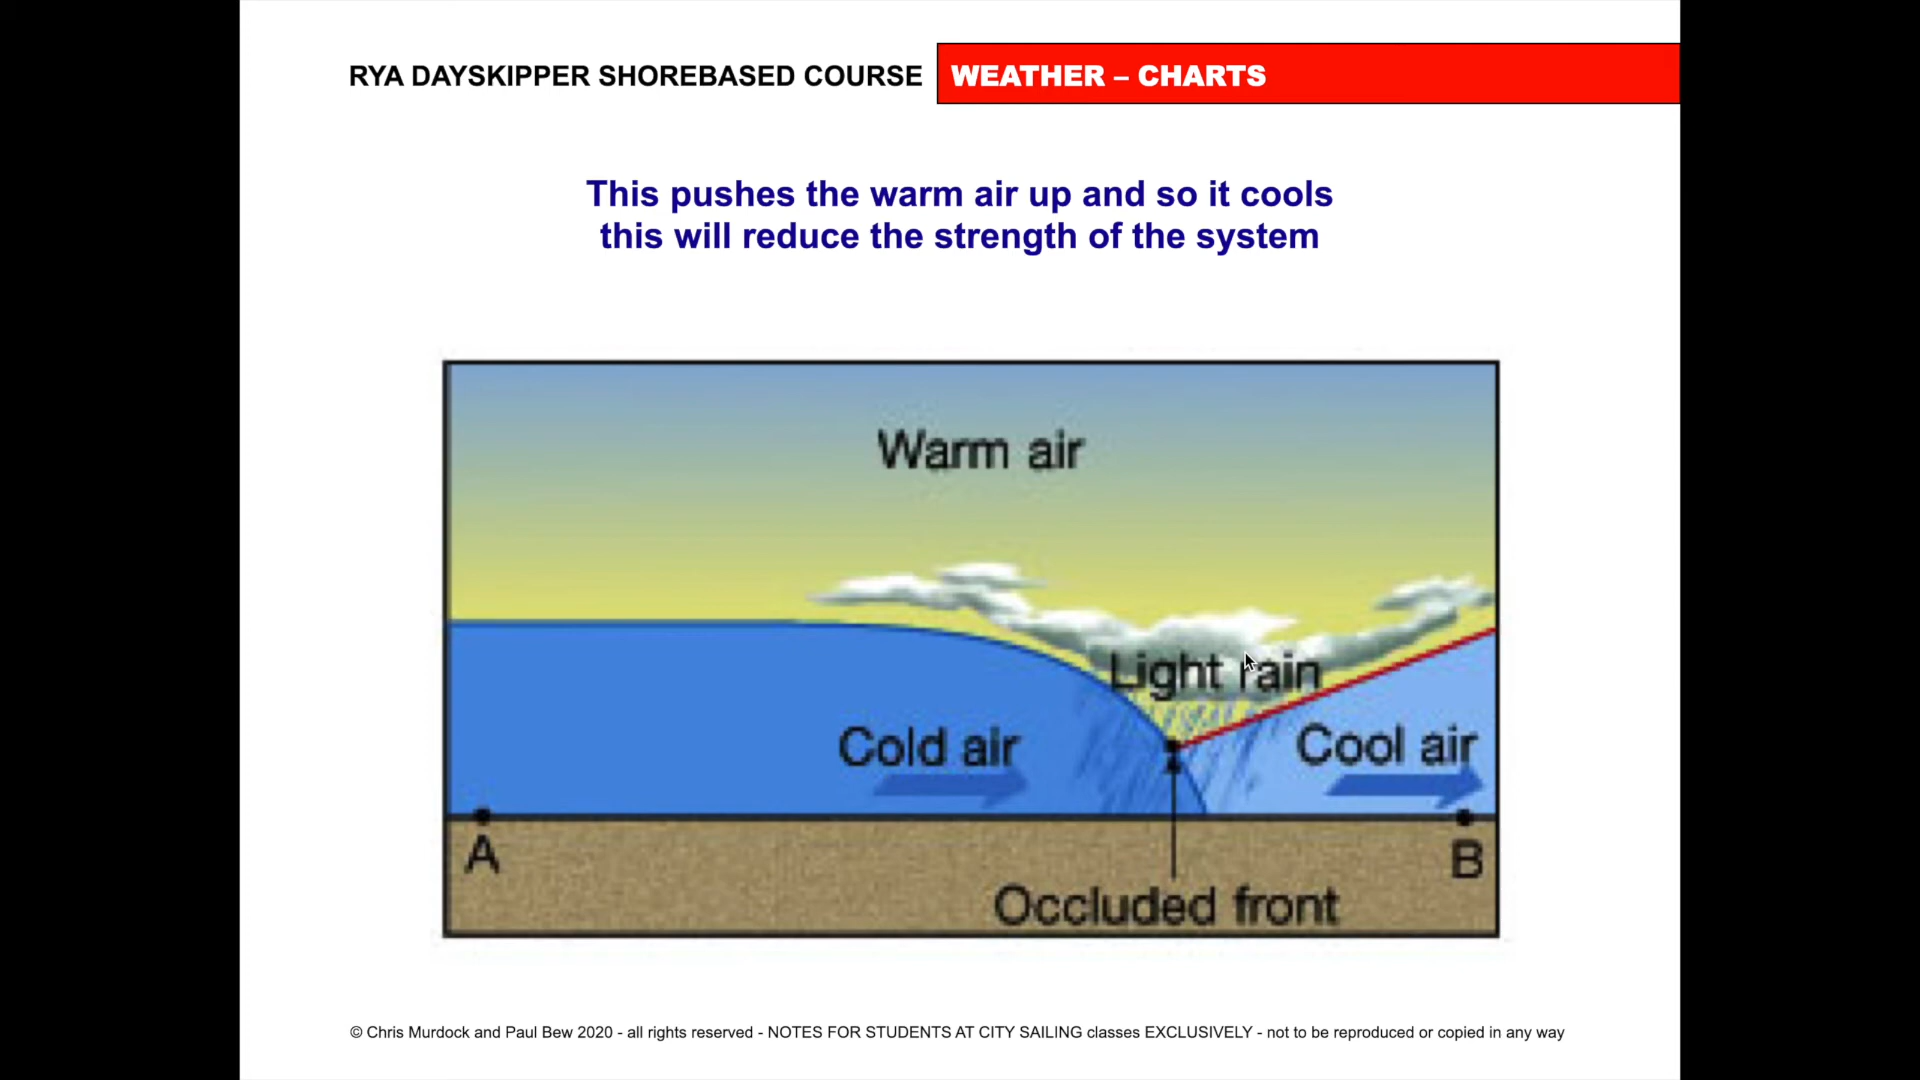 RYA DAYSKIPPER SHOREBASED COURSE WEATHER – CHARTS
This pushes the warm air up and so it cools
this will reduce the strength of the system
Warm air
Light rain
Cold air
Cool air
A
B
Occluded front
© Chris Murdock and Paul Bew 2020 - all rights reserved - NOTES FOR STUDENTS AT CITY SAILING classes EXCLUSIVELY - not to be reproduced or copied in any way